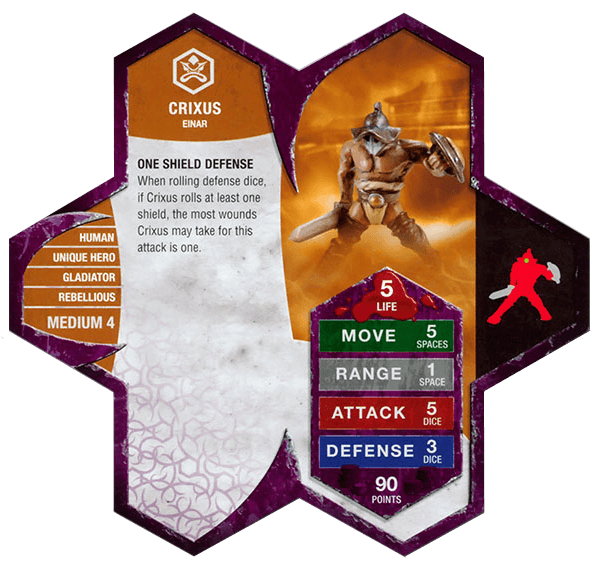 CRIXUS
EINAR
ONE SHIELD DEFENSE
When rolling defense dice,
if Crixus rolls at least one
shield, the most wounds
Crixus may take for this
attack is one.
HUMAN
UNIQUE HERO
GLADIATOR
REBELLIOUS
MEDIUM 4
5
LIFE
MOVE 5
SPACES
RANGE 1
SPACE
ATTACK 5
DICE
DEFENSE 3
DICE
90
POINTS